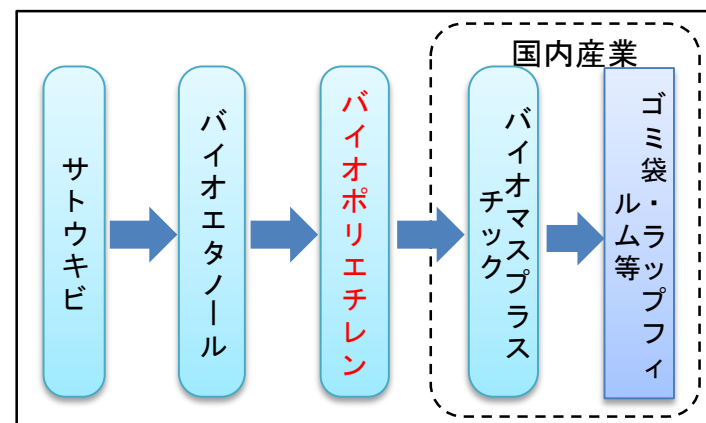 国内産業
サトウキビ
バイオエタノール
バイオポリエチレン
バイオマスプラス
チック
ゴミ袋・ラップフィ
ルム等